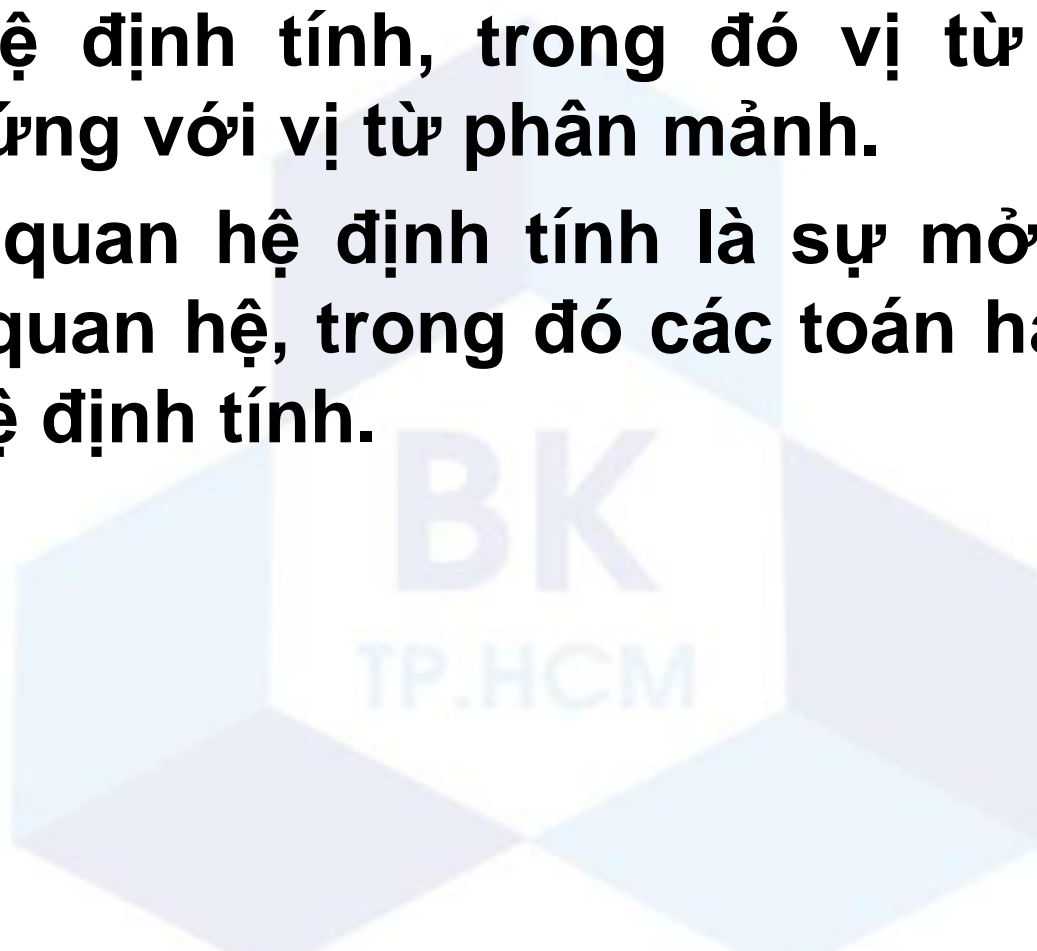 ệ định tính, trong đó vị từ
ứng với vị từ phân mảnh.
quan hệ định tính là sự mở
quan hệ, trong đó các toán hạ
ệ định tính.
BK
TP.HCM